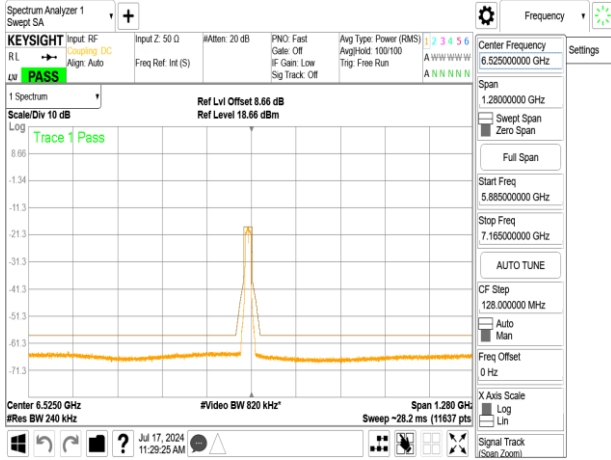 Spectrum Analyzer 1
Swept SA
Frequency
KEYSIGHT
Input: RF
Coupling: DC
Align: Auto
Input Z: 50 Ω
Freq Ref: Int (S)
#Atten: 20 dB
PNO: Fast
Gate: Off
IF Gain: Low
Sig Track: Off
Avg Type: Power (RMS)
Avg|Hold: 100/100
Trig: Free Run
1 2 3 4 5 6
A W W W W W
A N N N N N
RL
LXI
PASS
1 Spectrum
Scale/Div 10 dB
Log
Ref Lvl Offset 8.66 dB
Ref Level 18.66 dBm
Trace 1 Pass
8.66
-1.34
-11.3
-21.3
-31.3
-41.3
-51.3
-61.3
-71.3
Center 6.5250 GHz
#Res BW 240 kHz
#Video BW 820 kHz*
Span 1.280 GHz
Sweep ~28.2 ms (11637 pts
Jul 17, 2024
11:29:25 AM
Center Frequency
6.525000000 GHz
Settings
Span
1.28000000 GHz
Swept Span
Zero Span
Full Span
Start Freq
5.885000000 GHz
Stop Freq
7.165000000 GHz
AUTO TUNE
CF Step
128.000000 MHz
Auto
Man
Freq Offset
0 Hz
X Axis Scale
Log
Lin
Signal Track
(Span Zoom)